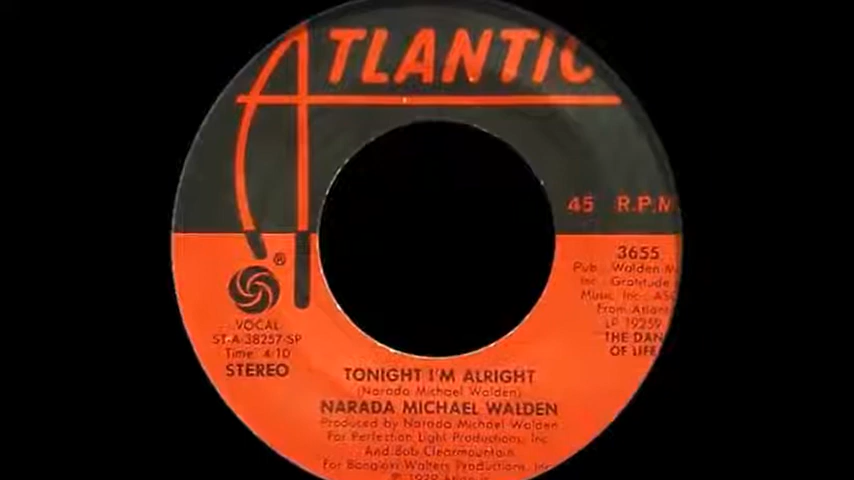 ATLANTIC
45 R.P.M
3655
Pub., Walden M
Inc., Gratitude
Music, Inc., ASC
From Atlant
LP 19259
THE DAN
OF LIFE
®
VOCAL
ST-A-38257-SP
Time: 4:10
STEREO
TONIGHT I'M ALRIGHT
(Narada Michael Walden)
NARADA MICHAEL WALDEN
Produced by Narada Michael Walden
For Perfection Light Productions, Inc.
And Bob Clearmountain
For Bongiovi Walters Productions, Inc.